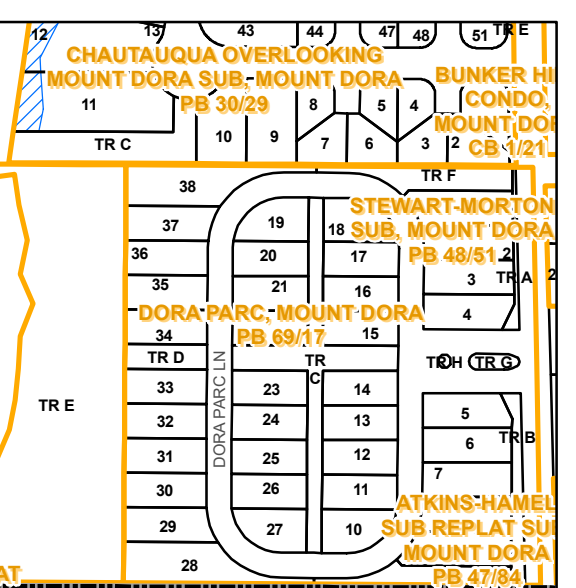 12
13
43
44
47
48
51
TR E
CHAUTAUQUA OVERLOOKING
MOUNT DORA SUB, MOUNT DORA
PB 30/29
BUNKER HI
CONDO,
MOUNT DOR
CB 1/21
11
8
5
4
TR C
10
9
7
6
3
2
TR F
38
STEWART-MORTON
SUB, MOUNT DORA
PB 48/51
37
19
18
36
20
17
2
35
21
16
3
TR A
2
DORA PARC, MOUNT DORA
PB 69/17
4
34
15
TR D
TR
C
TR H
TR G
33
23
14
TR E
DORA PARC LN
32
24
13
5
6
TR B
31
25
12
7
30
26
11
ATKINS-HAMEL
SUB REPLAT SU
MOUNT DORA
PB 47/84
29
27
10
28
AT